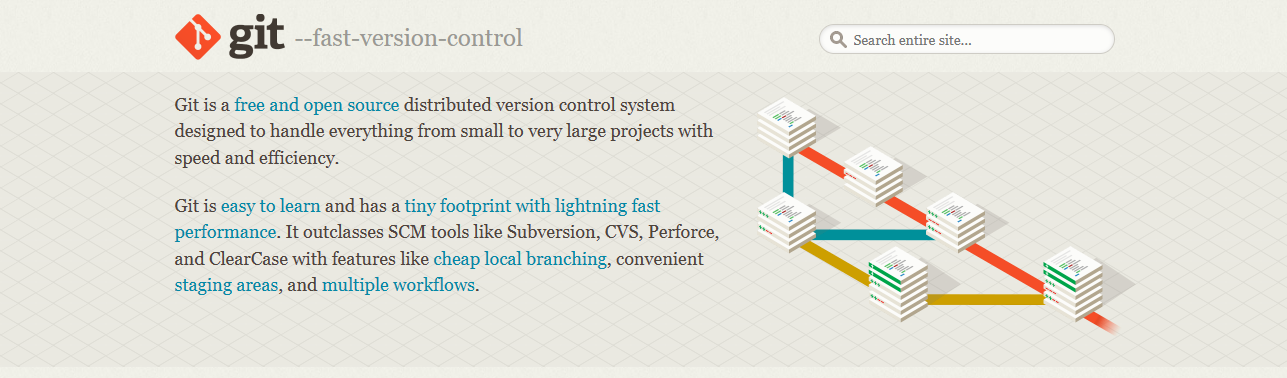 git --fast-version-control
Search entire site...
Git is a free and open source distributed version control system
designed to handle everything from small to very large projects with
speed and efficiency.
Git is easy to learn and has a tiny footprint with lightning fast
performance. It outclasses SCM tools like Subversion, CVS, Perforce,
and ClearCase with features like cheap local branching, convenient
staging areas, and multiple workflows.